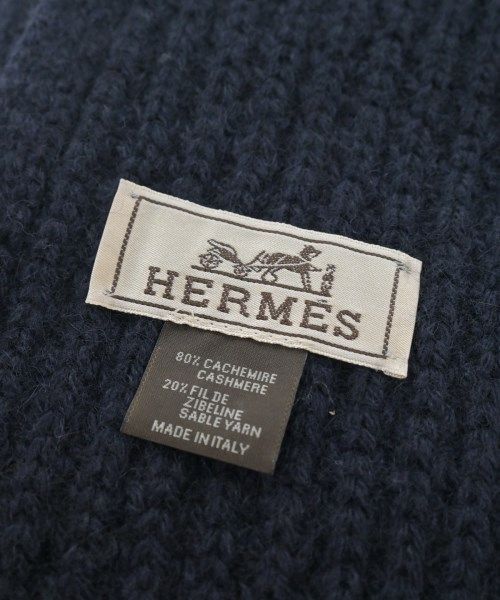 HERMÈS
80% CACHEMIRE
CASHMERE
20% FIL DE
ZIBELINE
SABLE YARN
MADE IN ITALY